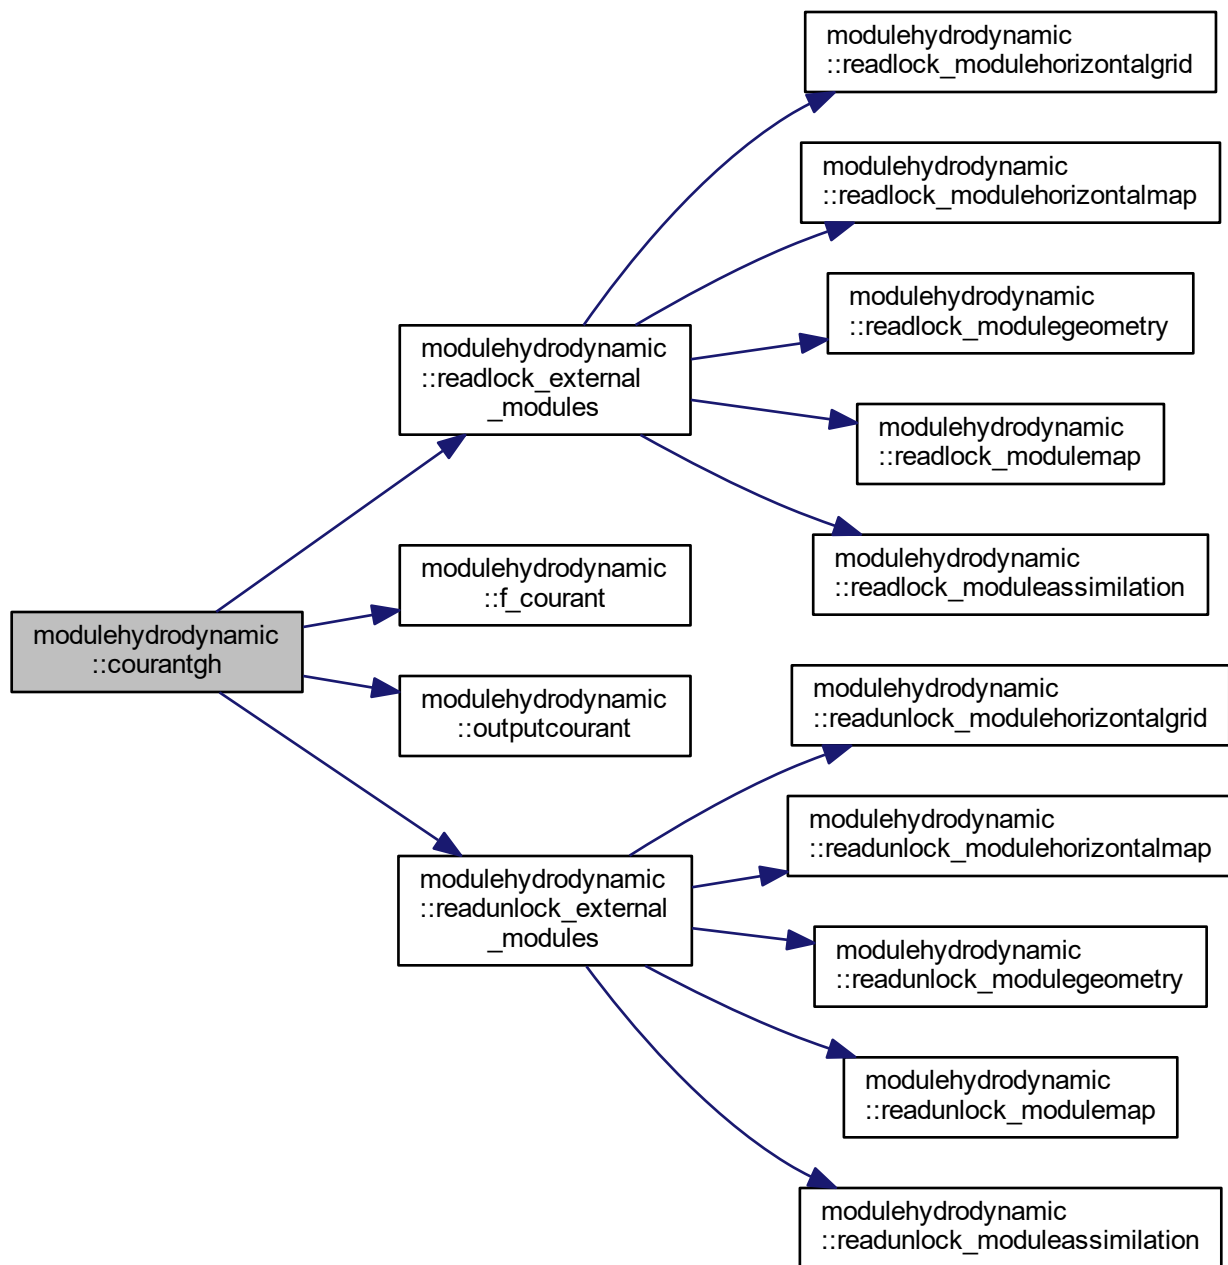 modulehydrodynamic
::readlock_modulehorizontalgrid
modulehydrodynamic
::readlock_modulehorizontalmap
modulehydrodynamic
::readlock_modulegeometry
modulehydrodynamic
::readlock_external
_modules
modulehydrodynamic
::readlock_modulemap
modulehydrodynamic
::readlock_moduleassimilation
modulehydrodynamic
::f_courant
modulehydrodynamic
::courantgh
modulehydrodynamic
::outputcourant
modulehydrodynamic
::readunlock_modulehorizontalgrid
modulehydrodynamic
::readunlock_modulehorizontalmap
modulehydrodynamic
::readunlock_external
_modules
modulehydrodynamic
::readunlock_modulegeometry
modulehydrodynamic
::readunlock_modulemap
modulehydrodynamic
::readunlock_moduleassimilation